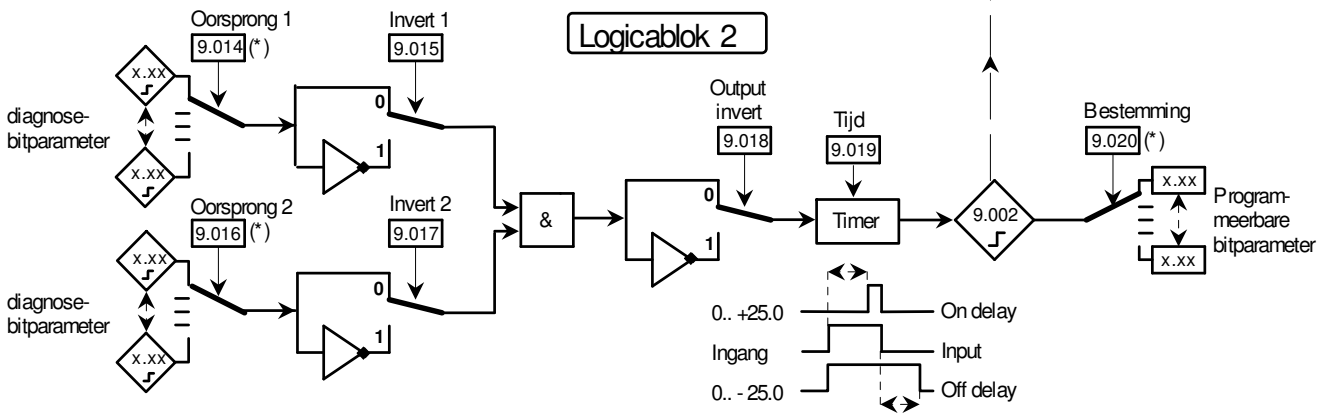 Logicablok 2
Oorsprong 1
9.014 (*)
Invert 1
9.015
x.xx
diagnose-
bitparameter
x.xx
0
1
Oorsprong 2
9.016 (*)
Invert 2
9.017
x.xx
diagnose-
bitparameter
x.xx
0
1
&
Output
invert
9.018
0
1
Tijd
9.019
Timer
9.002
Bestemming
9.020 (*)
x.xx
Program-
meerbare
bitparameter
x.xx
0.. +25.0
On delay
Ingang
Input
0.. - 25.0
Off delay